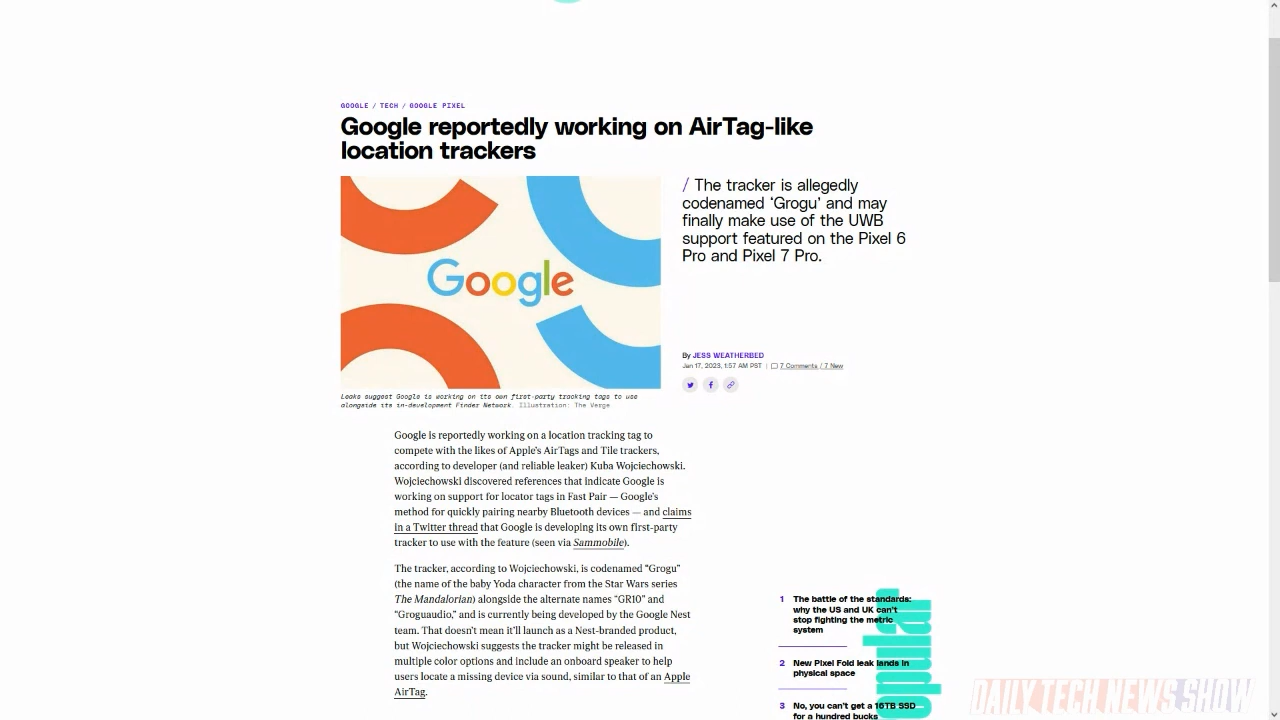 GOOGLE / TECH / GOOGLE PIXEL
Google reportedly working on AirTag-like
location trackers
Google
/ The tracker is allegedly
codenamed ‘Grogu’ and may
finally make use of the UWB
support featured on the Pixel 6
Pro and Pixel 7 Pro.
By JESS WEATHERBED
Jan 17, 2023, 1:57 AM PST | 7 Comments / 7 New
Leaks suggest Google is working on its own first-party tracking tags to use
alongside its in-development Finder Network. Illustration: The Verge
Google is reportedly working on a location tracking tag to
compete with the likes of Apple’s AirTags and Tile trackers,
according to developer (and reliable leaker) Kuba Wojciechowski.
Wojciechowski discovered references that indicate Google is
working on support for locator tags in Fast Pair — Google’s
method for quickly pairing nearby Bluetooth devices — and claims
in a Twitter thread that Google is developing its own first-party
tracker to use with the feature (seen via Sammobile).
The tracker, according to Wojciechowski, is codenamed “Grogu”
(the name of the baby Yoda character from the Star Wars series
The Mandalorian) alongside the alternate names “GR10” and
“Groguaudio,” and is currently being developed by the Google Nest
team. That doesn’t mean it’ll launch as a Nest-branded product,
but Wojciechowski suggests the tracker might be released in
multiple color options and include an onboard speaker to help
users locate a missing device via sound, similar to that of an Apple
AirTag.
1 The battle of the standards:
why the US and UK can’t
stop fighting the metric
system
2 New Pixel Fold leak lands in
physical space
3 No, you can’t get a 16TB SSD
for a hundred bucks
DAILY TECH NEWS SHOW